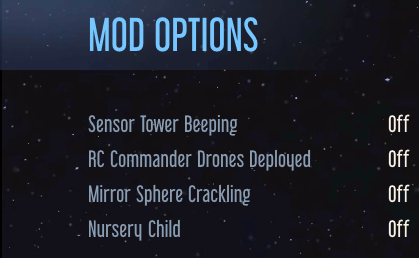 MOD OPTIONS
Sensor Tower Beeping Off
RC Commander Drones Deployed Off
Mirror Sphere Crackling Off
Nursery Child Off